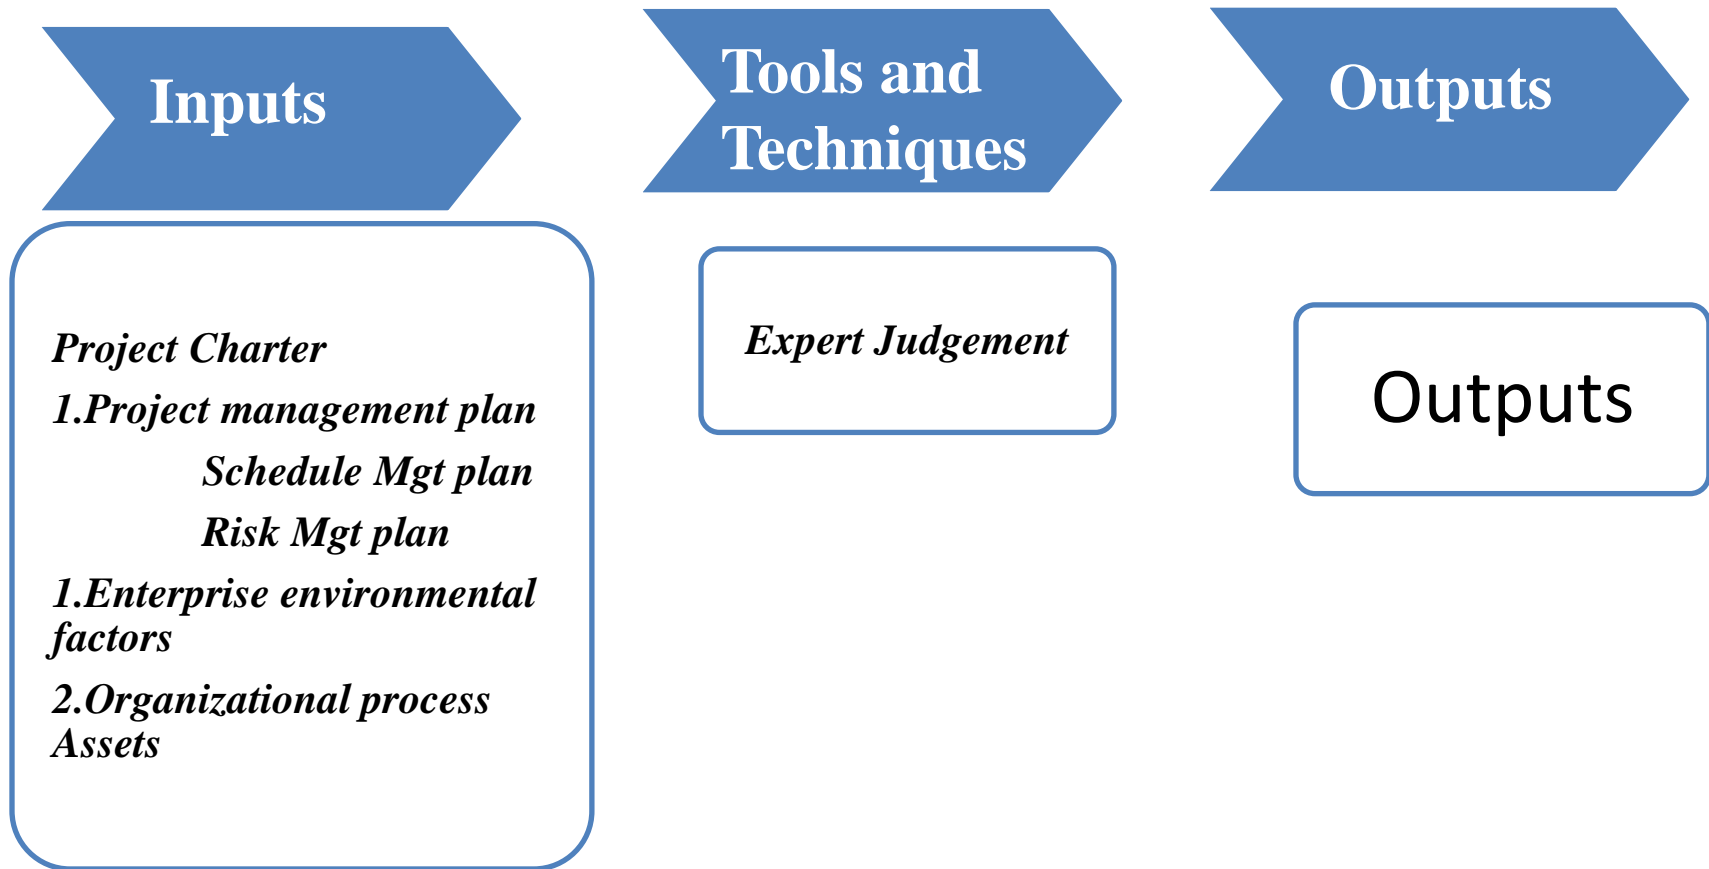 Inputs
Project Charter
1.Project management plan
Schedule Mgt plan
Risk Mgt plan
1.Enterprise environmental
factors
2.Organizational process
Assets
Tools and
Techniques
Expert Judgement
Outputs
Outputs